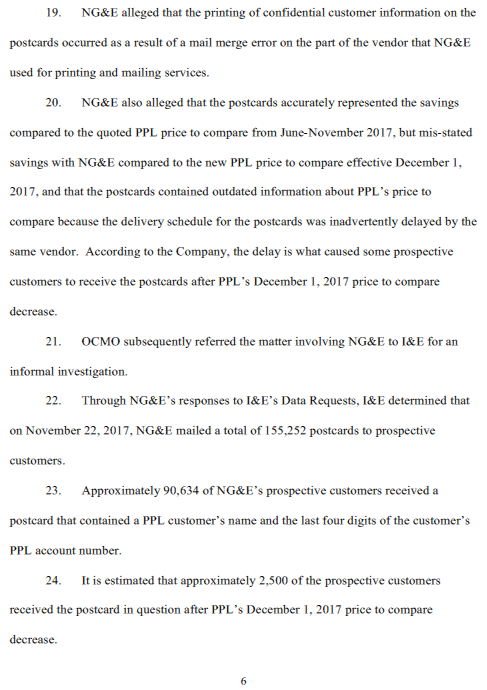 19. NG&E alleged that the printing of confidential customer information on the
postcards occurred as a result of a mail merge error on the part of the vendor that NG&E
used for printing and mailing services.
20. NG&E also alleged that the postcards accurately represented the savings
compared to the quoted PPL price to compare from June-November 2017, but mis-stated
savings with NG&E compared to the new PPL price to compare effective December 1,
2017, and that the postcards contained outdated information about PPL's price to
compare because the delivery schedule for the postcards was inadvertently delayed by the
same vendor.  According to the Company, the delay is what caused some prospective
customers to receive the postcards after PPL's December 1, 2017 price to compare
decrease.
21. OCMO subsequently referred the matter involving NG&E to I&E for an
informal investigation.
22. Through NG&E's responses to I&E's Data Requests, I&E determined that
on November 22, 2017, NG&E mailed a total of 155,252 postcards to prospective
customers.
23. Approximately 90,634 of NG&E's prospective customers received a
postcard that contained a PPL customer's name and the last four digits of the customer's
PPL account number.
24. It is estimated that approximately 2,500 of the prospective customers
received the postcard in question after PPL's December 1, 2017 price to compare
decrease.
6